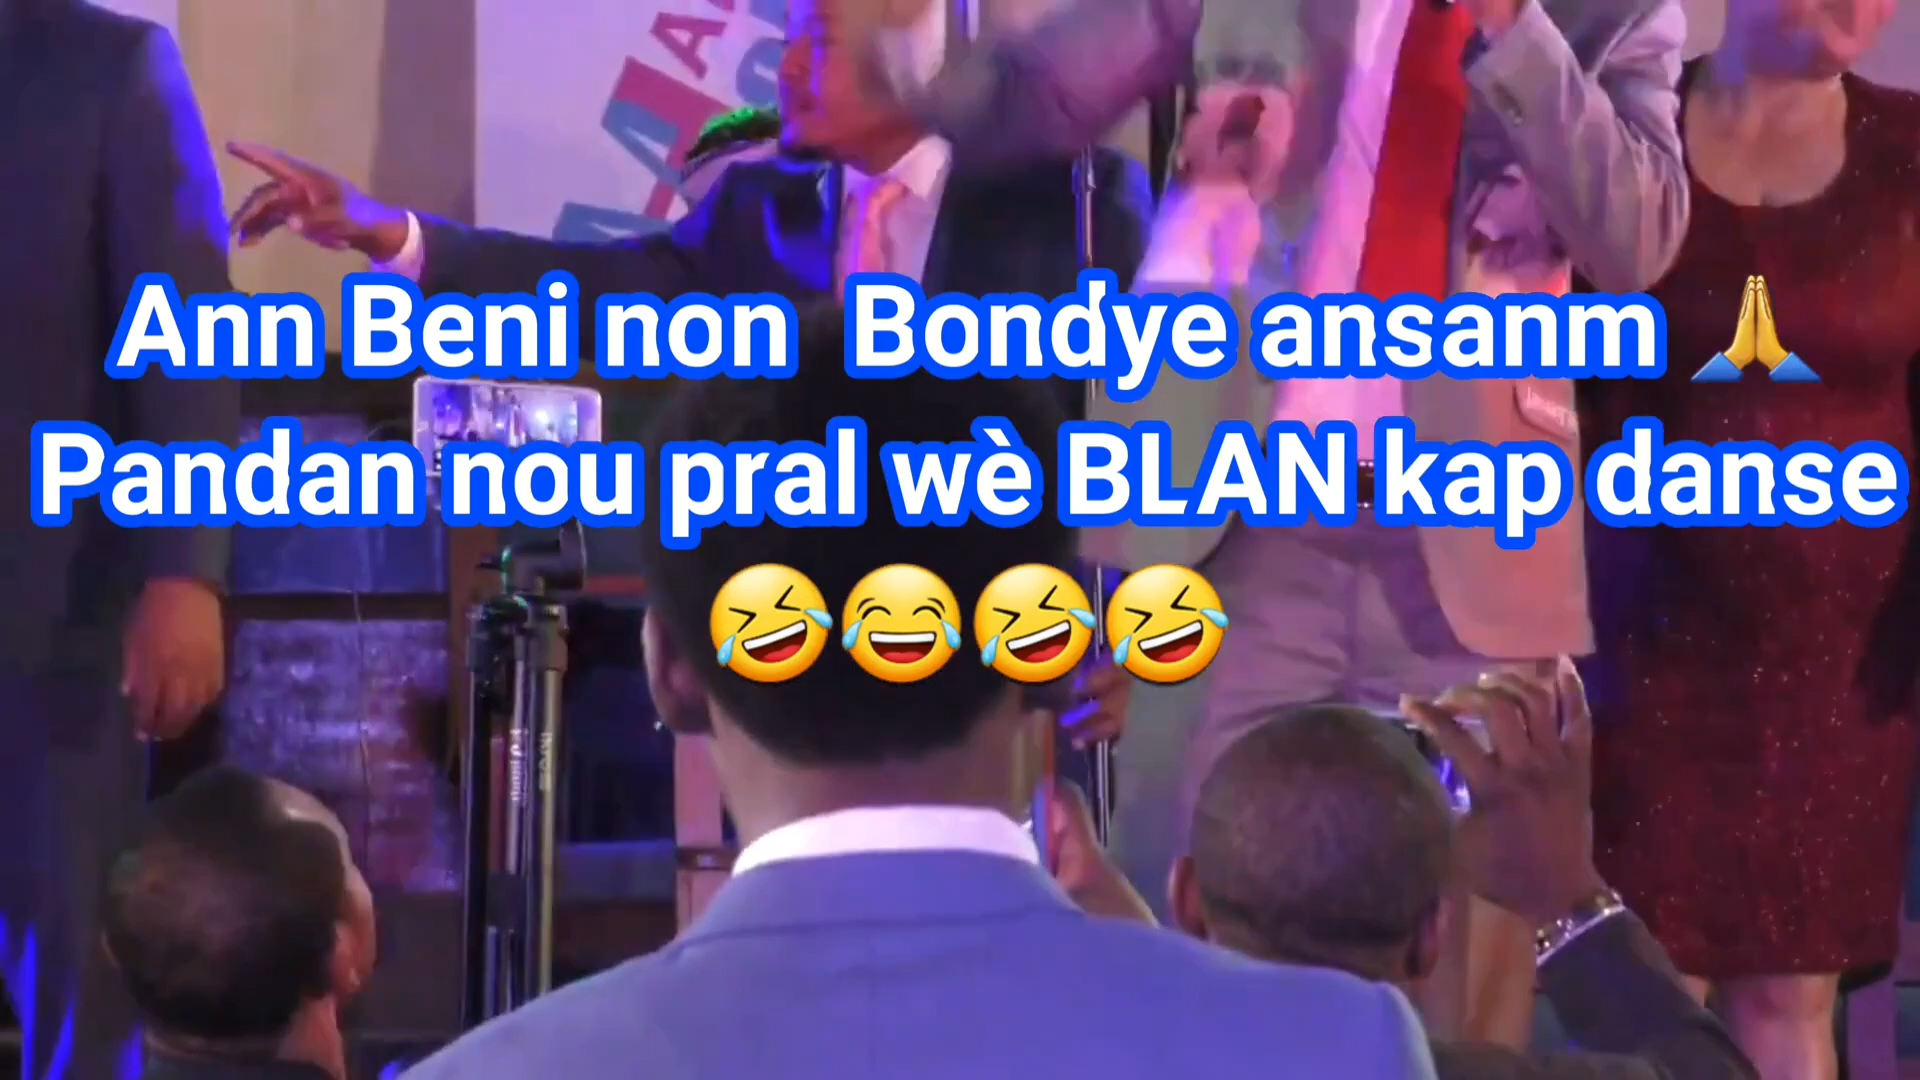 Ann Beni non Bondye ansanm 🙏
Pandan nou pral wè BLAN kap danse
🤣😂🤣🤣